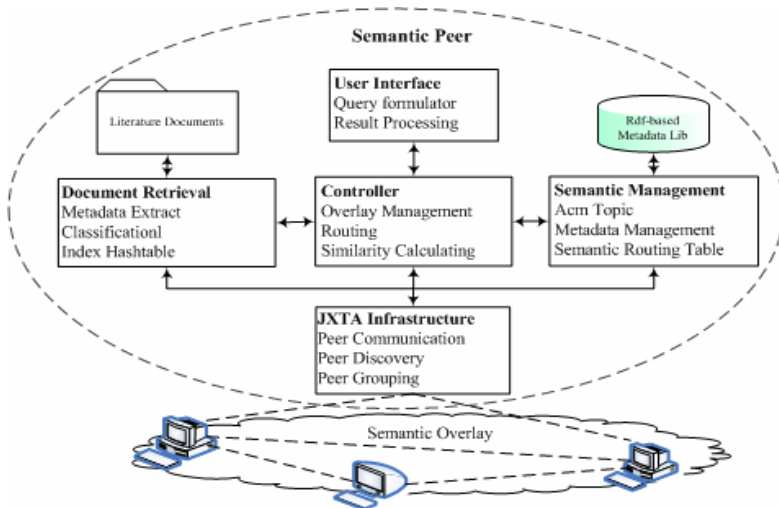 Semantic Peer
User Interface
Query formulator
Result Processing
Literature Documents
Rdf-based
Metadata Lib
Document Retrieval
Metadata Extract
Classificationl
Index Hashtable
Controller
Overlay Management
Routing
Similarity Calculating
Semantic Management
Acm Topic
Metadata Management
Semantic Routing Table
JXTA Infrastructure
Peer Communication
Peer Discovery
Peer Grouping
Semantic Overlay